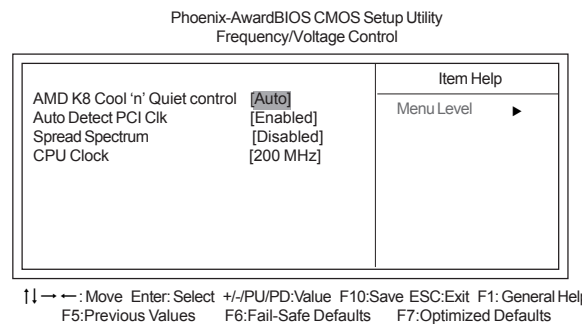 Phoenix-AwardBIOS CMOS Setup Utility
Frequency/Voltage Control
Item Help
AMD K8 Cool ‘n’ Quiet control [Auto]
Menu Level ▶
Auto Detect PCI Clk [Enabled]
Spread Spectrum [Disabled]
CPU Clock [200 MHz]
↑↓→←: Move Enter: Select +/-/PU/PD:Value F10:Save ESC:Exit F1: General Help
F5:Previous Values F6:Fail-Safe Defaults F7:Optimized Defaults